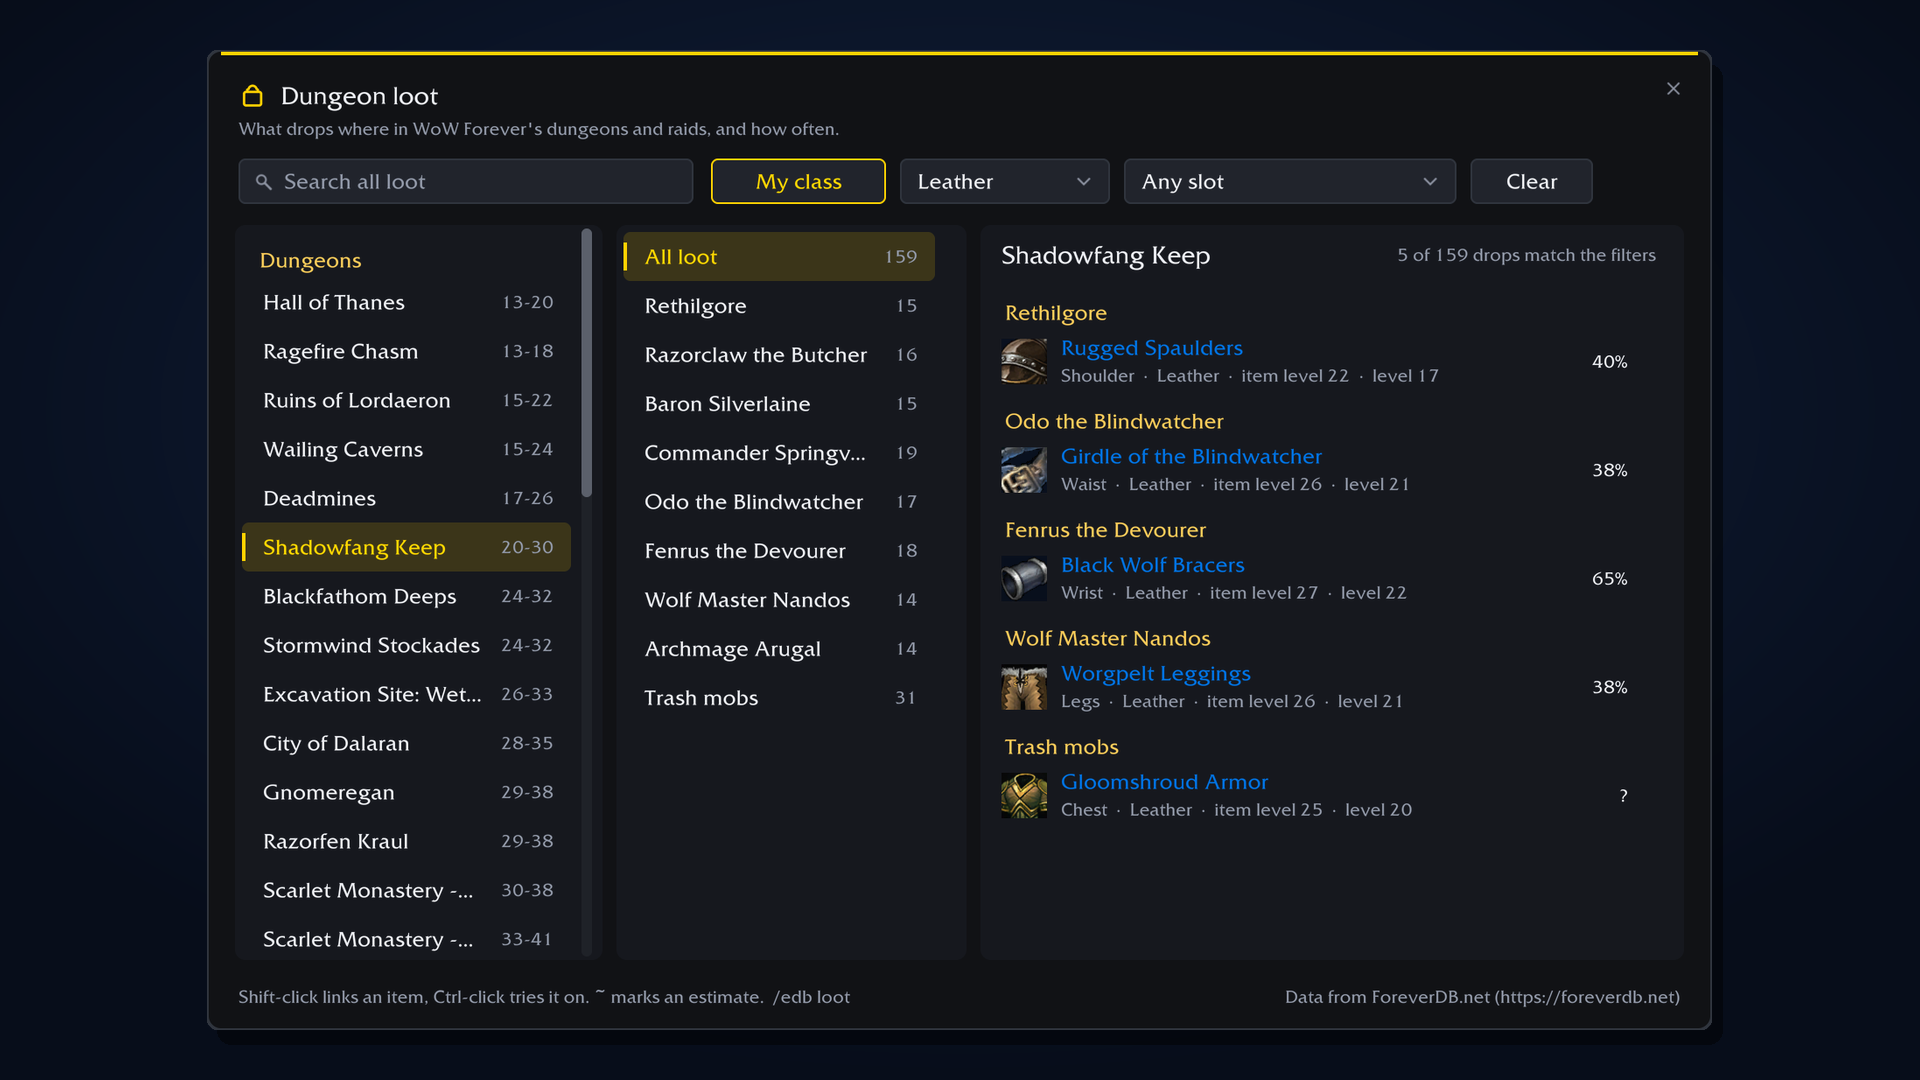 Dungeon loot
What drops where in WoW Forever's dungeons and raids, and how often.
Search all loot
My class
Leather
Any slot
Clear
Dungeons
Hall of Thanes 13-20
Ragefire Chasm 13-18
Ruins of Lordaeron 15-22
Wailing Caverns 15-24
Deadmines 17-26
Shadowfang Keep 20-30
Blackfathom Deeps 24-32
Stormwind Stockades 24-32
Excavation Site: Wet... 26-33
City of Dalaran 28-35
Gnomeregan 29-38
Razorfen Kraul 29-38
Scarlet Monastery -... 30-38
Scarlet Monastery -... 33-41
All loot 159
Rethilgore 15
Razorclaw the Butcher 16
Baron Silverlaine 15
Commander Springv... 19
Odo the Blindwatcher 17
Fenrus the Devourer 18
Wolf Master Nandos 14
Archmage Arugal 14
Trash mobs 31
Shadowfang Keep 5 of 159 drops match the filters
Rethilgore
Rugged Spaulders
Shoulder · Leather · item level 22 · level 17
40%
Odo the Blindwatcher
Girdle of the Blindwatcher
Waist · Leather · item level 26 · level 21
38%
Fenrus the Devourer
Black Wolf Bracers
Wrist · Leather · item level 27 · level 22
65%
Wolf Master Nandos
Worgpelt Leggings
Legs · Leather · item level 26 · level 21
38%
Trash mobs
Gloomshroud Armor
Chest · Leather · item level 25 · level 20
?
Shift-click links an item, Ctrl-click tries it on. ~ marks an estimate. /edb loot
Data from ForeverDB.net (https://foreverdb.net)